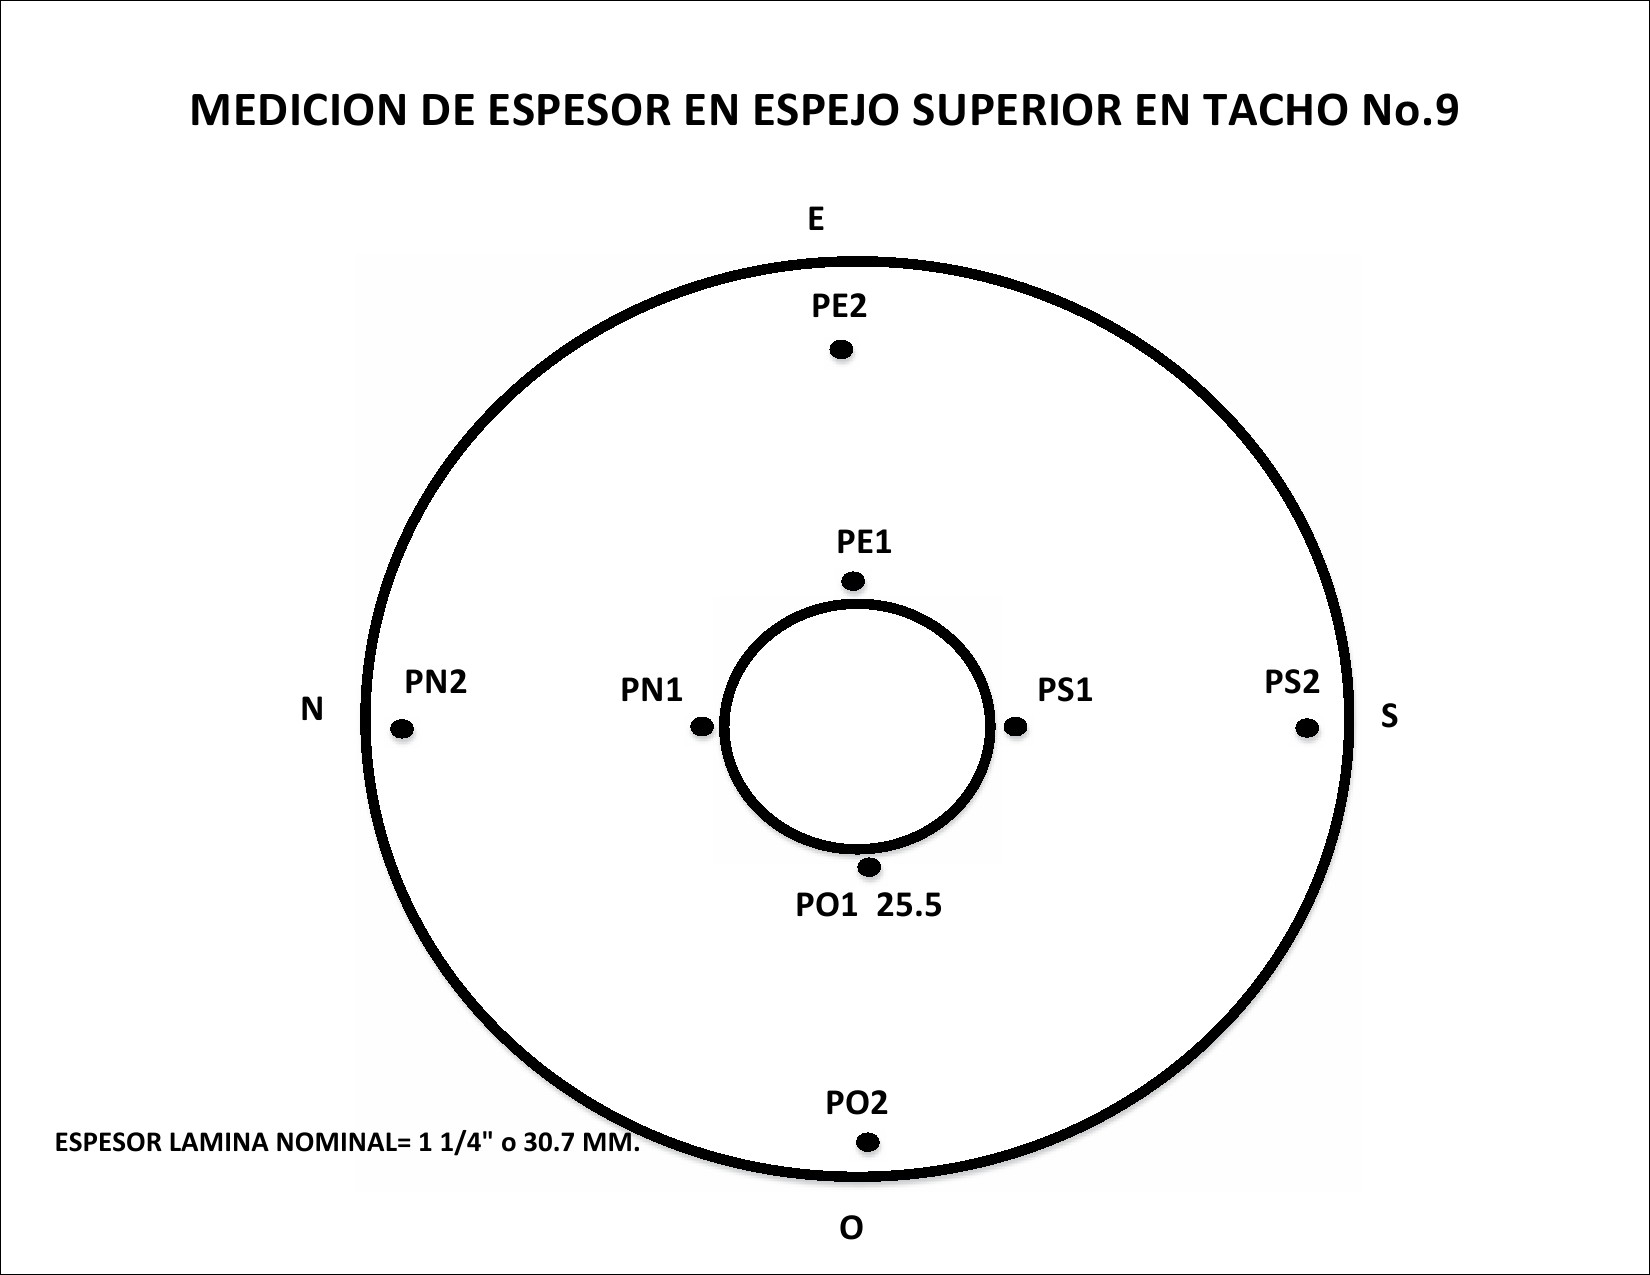 MEDICION DE ESPESOR EN ESPEJO SUPERIOR EN TACHO No.9
E
PE2
PE1
PN2
PN1
PS1
PS2
N
S
PO1 25.5
PO2
ESPESOR LAMINA NOMINAL= 1 1/4" o 30.7 MM.
O